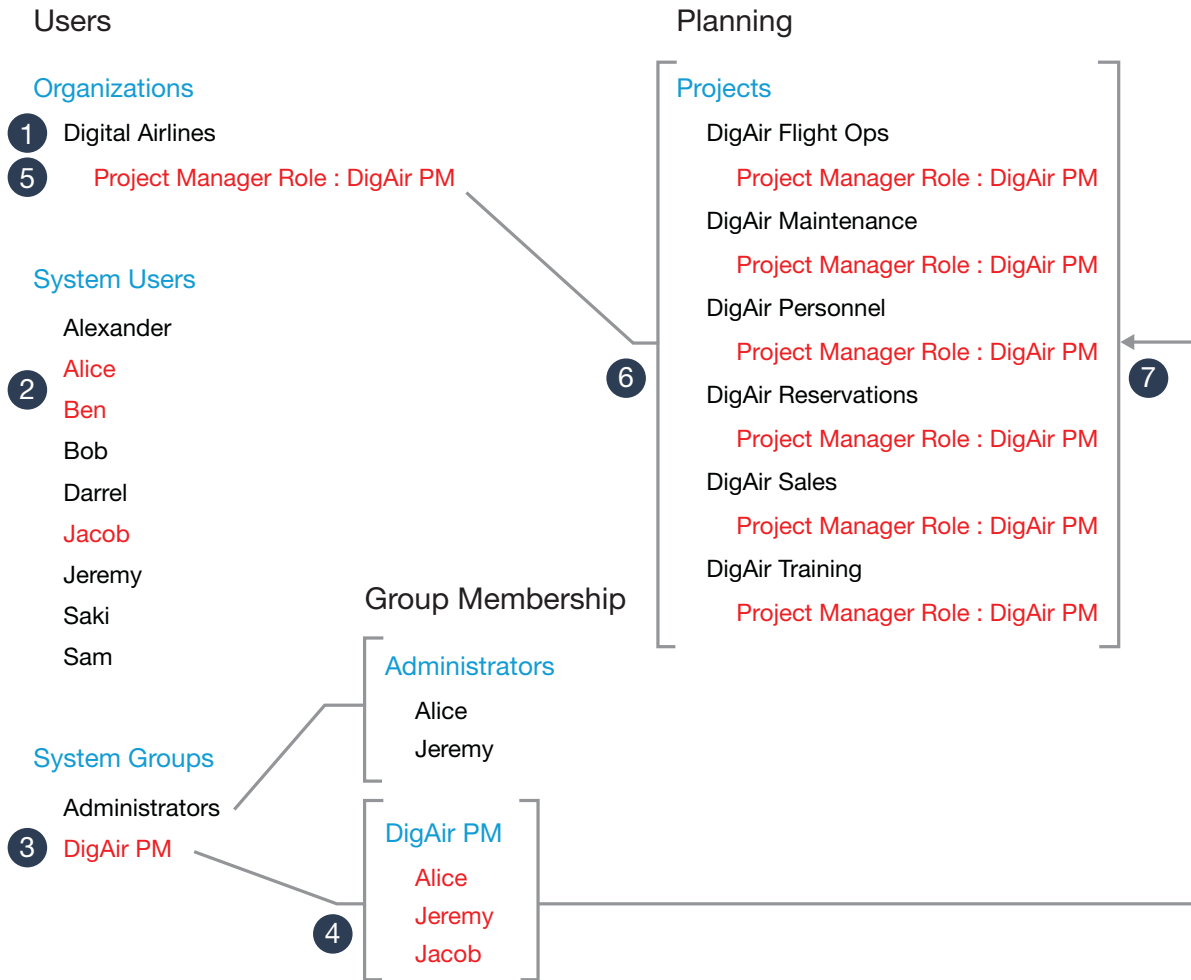 Users
Organizations
1 Digital Airlines
5 Project Manager Role : DigAir PM
System Users
Alexander
Alice
2
Ben
Bob
Darrel
Jacob
Jeremy
Saki
Sam
System Groups
Administrators
3 DigAir PM
Group Membership
Administrators
Alice
Jeremy
DigAir PM
Alice
Jeremy
4
Jacob
Planning
Projects
DigAir Flight Ops
Project Manager Role : DigAir PM
DigAir Maintenance
Project Manager Role : DigAir PM
DigAir Personnel
Project Manager Role : DigAir PM
6
7
DigAir Reservations
Project Manager Role : DigAir PM
DigAir Sales
Project Manager Role : DigAir PM
DigAir Training
Project Manager Role : DigAir PM